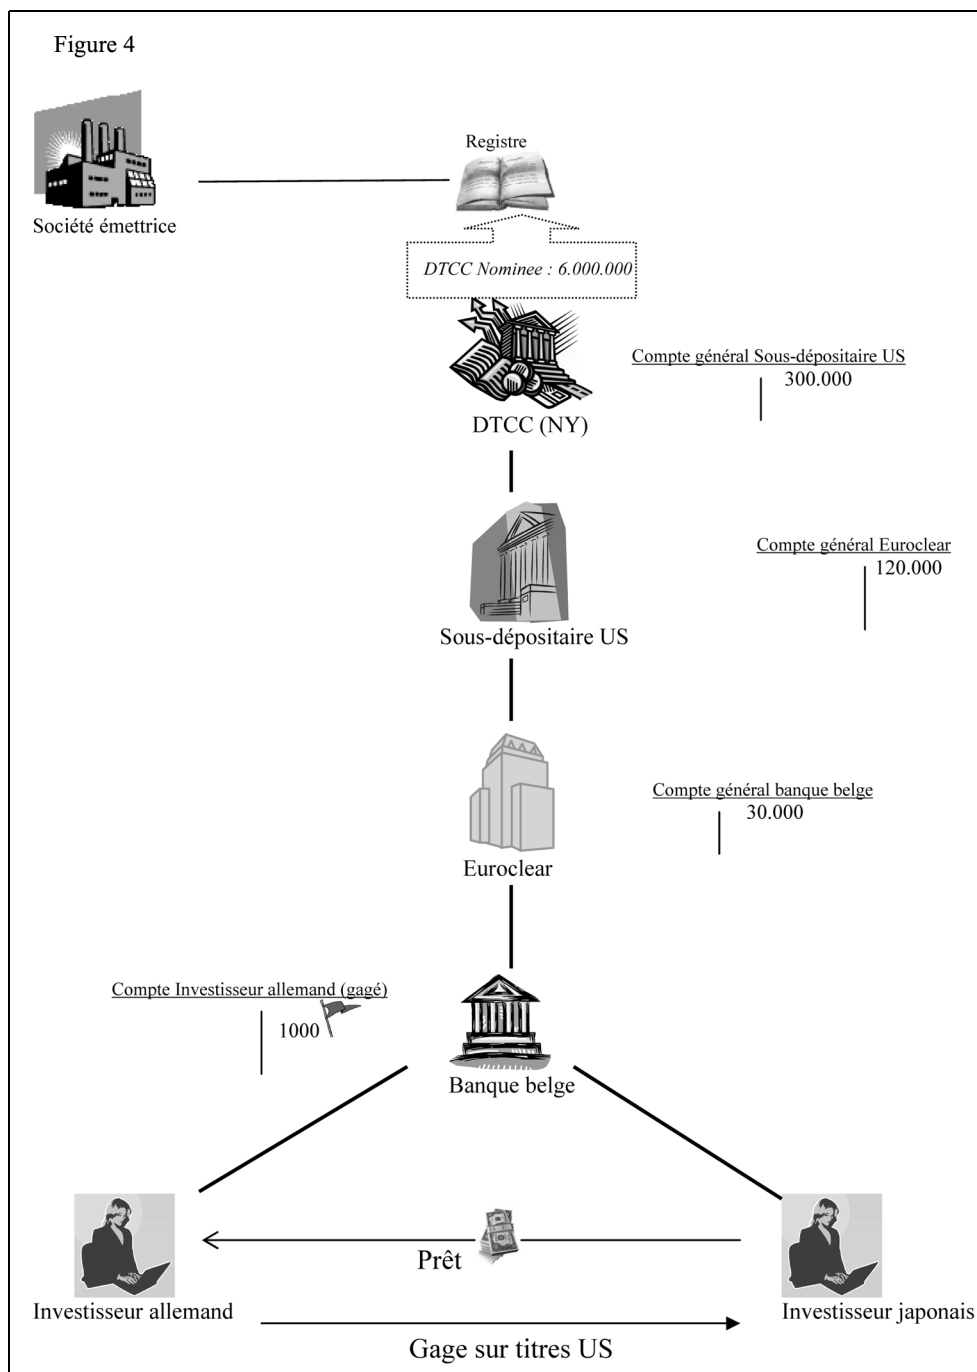 Figure 4
Registre
Société émettrice
DTCC Nominee : 6.000.000
Compte général Sous-dépositaire US
300.000
DTCC (NY)
Compte général Euroclear
120.000
Sous-dépositaire US
Compte général banque belge
30.000
Euroclear
Compte Investisseur allemand (gagé)
1000
Banque belge
Prêt
Investisseur allemand
Investisseur japonais
Gage sur titres US